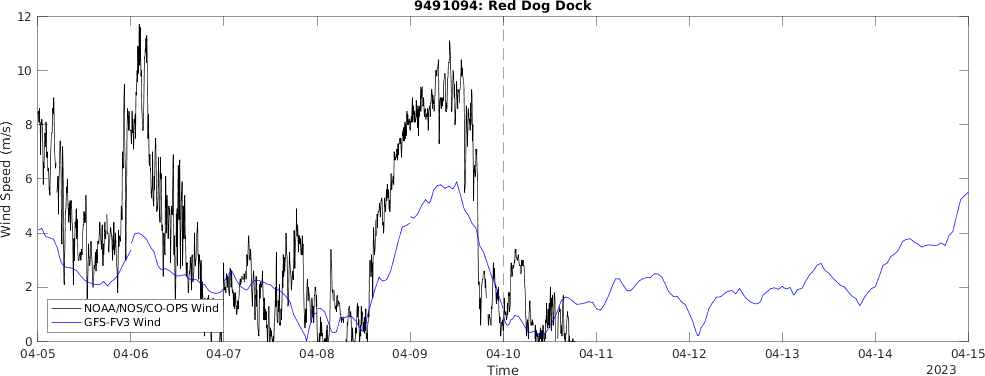 9491094: Red Dog Dock
12
10
8
6
4
2
0
Wind Speed (m/s)
NOAA/NOS/CO-OPS Wind
GFS-FV3 Wind
04-05 04-06 04-07 04-08 04-09 04-10 04-11 04-12 04-13 04-14 04-15
Time
2023